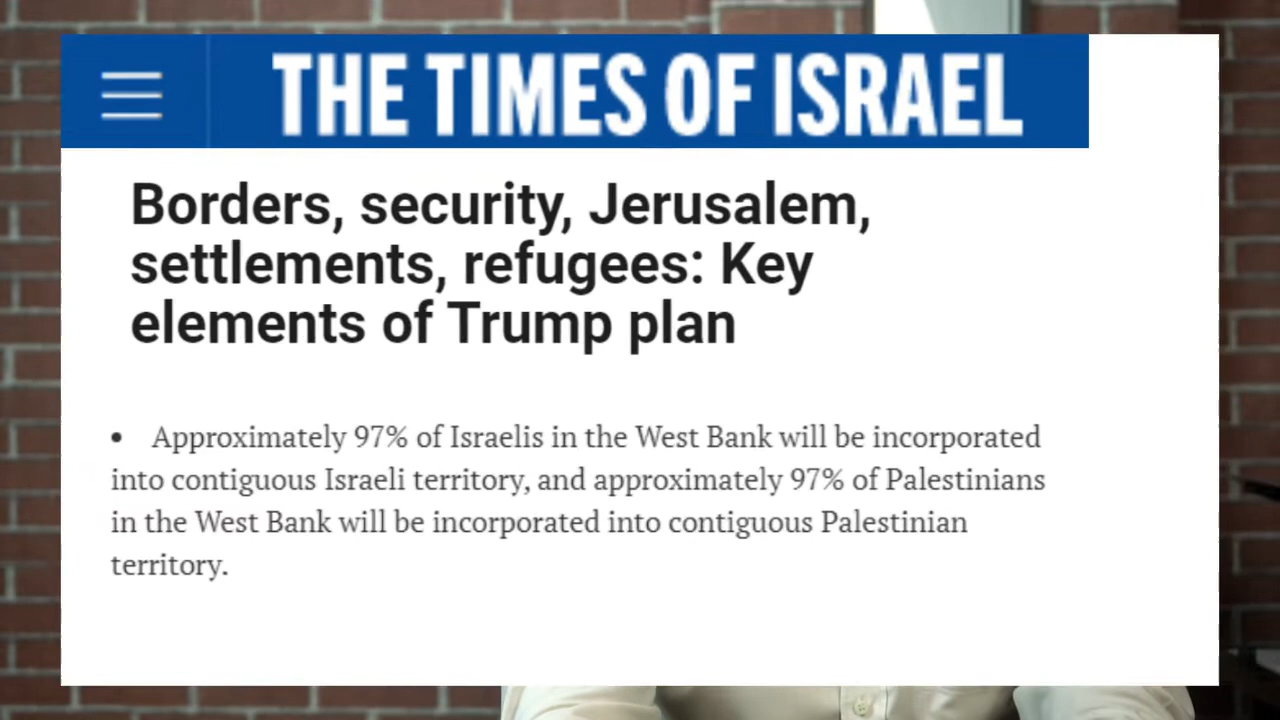 THE TIMES OF ISRAEL
Borders, security, Jerusalem,
settlements, refugees: Key
elements of Trump plan
• Approximately 97% of Israelis in the West Bank will be incorporated
into contiguous Israeli territory, and approximately 97% of Palestinians
in the West Bank will be incorporated into contiguous Palestinian
territory.